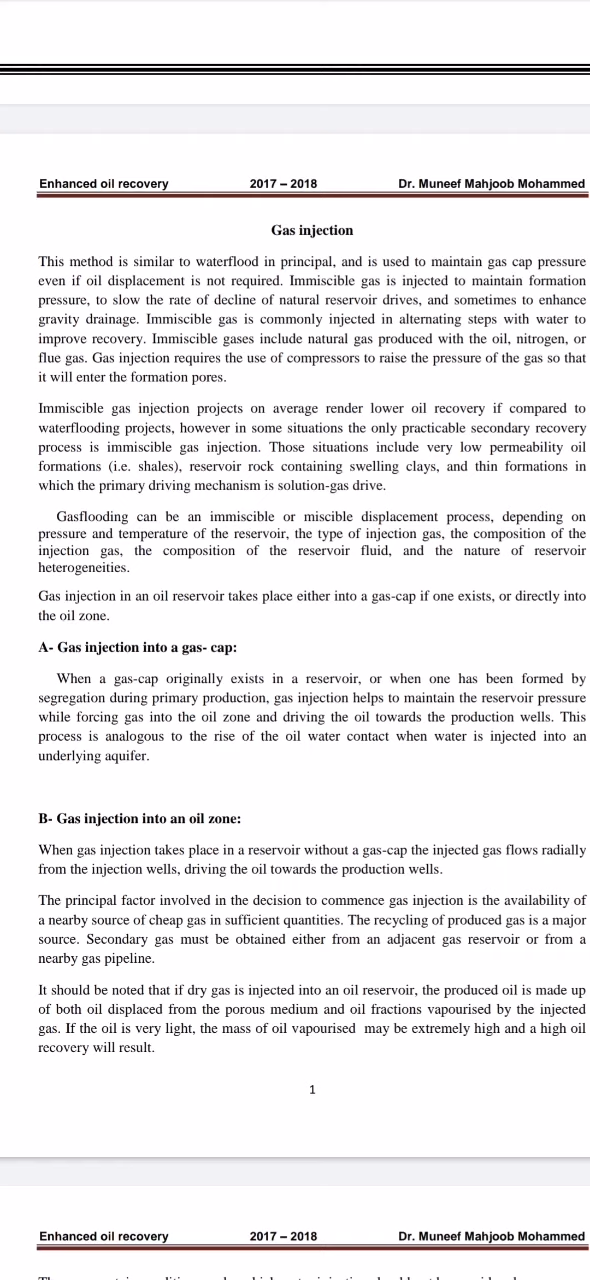 Enhanced oil recovery 2017 – 2018 Dr. Muneef Mahjoob Mohammed
Gas injection
This method is similar to waterflood in principal, and is used to maintain gas cap pressure
even if oil displacement is not required. Immiscible gas is injected to maintain formation
pressure, to slow the rate of decline of natural reservoir drives, and sometimes to enhance
gravity drainage. Immiscible gas is commonly injected in alternating steps with water to
improve recovery. Immiscible gases include natural gas produced with the oil, nitrogen, or
flue gas. Gas injection requires the use of compressors to raise the pressure of the gas so that
it will enter the formation pores.
Immiscible gas injection projects on average render lower oil recovery if compared to
waterflooding projects, however in some situations the only practicable secondary recovery
process is immiscible gas injection. Those situations include very low permeability oil
formations (i.e. shales), reservoir rock containing swelling clays, and thin formations in
which the primary driving mechanism is solution-gas drive.
Gasflooding can be an immiscible or miscible displacement process, depending on
pressure and temperature of the reservoir, the type of injection gas, the composition of the
injection gas, the composition of the reservoir fluid, and the nature of reservoir
heterogeneities.
Gas injection in an oil reservoir takes place either into a gas-cap if one exists, or directly into
the oil zone.
A- Gas injection into a gas- cap:
When a gas-cap originally exists in a reservoir, or when one has been formed by
segregation during primary production, gas injection helps to maintain the reservoir pressure
while forcing gas into the oil zone and driving the oil towards the production wells. This
process is analogous to the rise of the oil water contact when water is injected into an
underlying aquifer.
B- Gas injection into an oil zone:
When gas injection takes place in a reservoir without a gas-cap the injected gas flows radially
from the injection wells, driving the oil towards the production wells.
The principal factor involved in the decision to commence gas injection is the availability of
a nearby source of cheap gas in sufficient quantities. The recycling of produced gas is a major
source. Secondary gas must be obtained either from an adjacent gas reservoir or from a
nearby gas pipeline.
It should be noted that if dry gas is injected into an oil reservoir, the produced oil is made up
of both oil displaced from the porous medium and oil fractions vapourised by the injected
gas. If the oil is very light, the mass of oil vapourised may be extremely high and a high oil
recovery will result.
1
Enhanced oil recovery 2017 – 2018 Dr. Muneef Mahjoob Mohammed